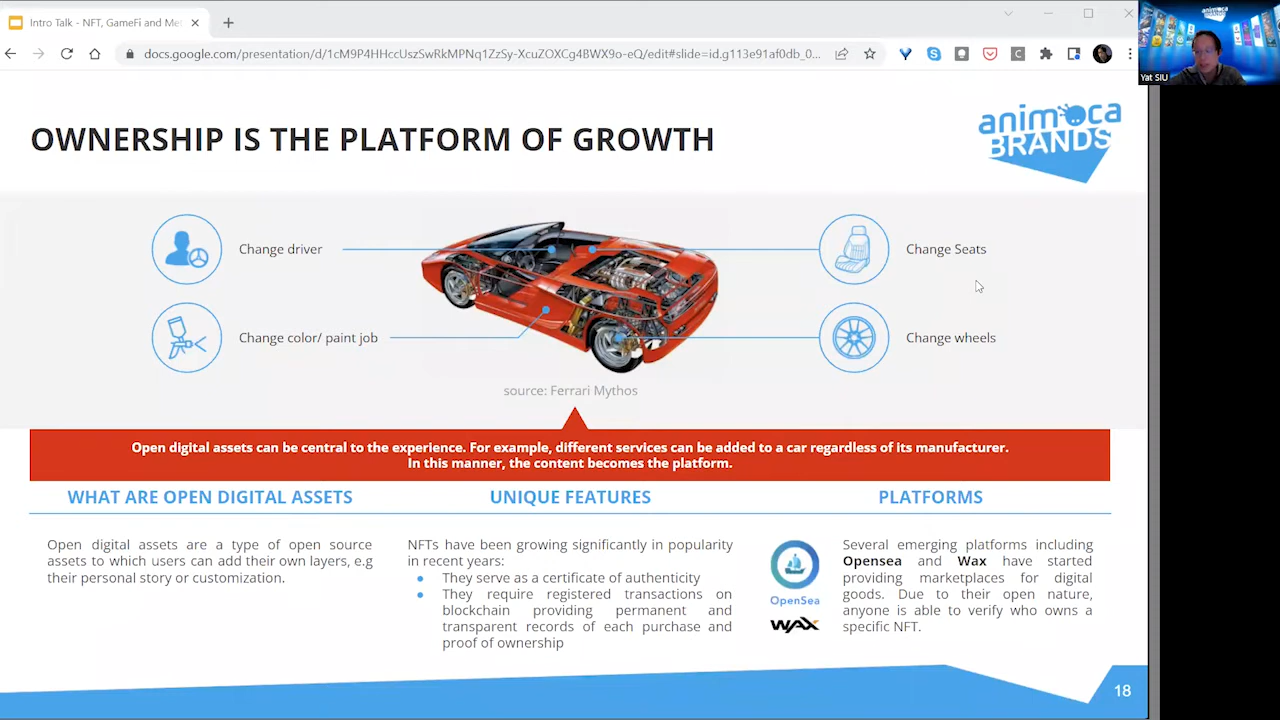 Intro Talk - NFT, GameFi and Met
docs.google.com/presentation/d/1cM9P4HHccUszSwRkMPNq1ZzSv-XcuZOXCg4BWX9o-eQ/edit#slide=id.g113e91af0db_0...
animoca
BRANDS
Yat SIU
OWNERSHIP IS THE PLATFORM OF GROWTH
animoca
BRANDS
Change driver
Change Seats
Change color/ paint job
Change wheels
source: Ferrari Mythos
Open digital assets can be central to the experience. For example, different services can be added to a car regardless of its manufacturer.
In this manner, the content becomes the platform.
WHAT ARE OPEN DIGITAL ASSETS
Open digital assets are a type of open source
assets to which users can add their own layers, e.g
their personal story or customization.
UNIQUE FEATURES
NFTs have been growing significantly in popularity
in recent years:
• They serve as a certificate of authenticity
• They require registered transactions on
blockchain providing permanent and
transparent records of each purchase and
proof of ownership
PLATFORMS
OpenSea
WAX
Several emerging platforms including
Opensea and Wax have started
providing marketplaces for digital
goods. Due to their open nature,
anyone is able to verify who owns a
specific NFT.
18